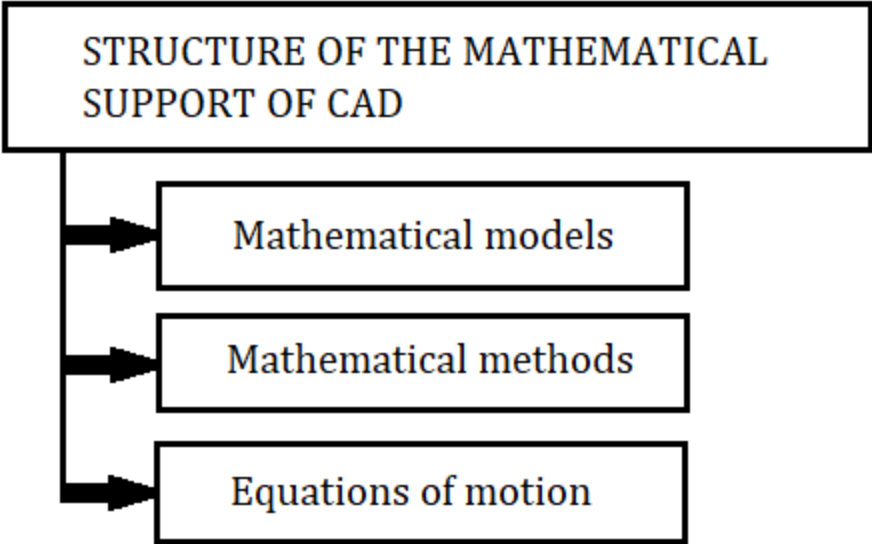 STRUCTURE OF THE MATHEMATICAL
SUPPORT OF CAD
Mathematical models
Mathematical methods
Equations of motion